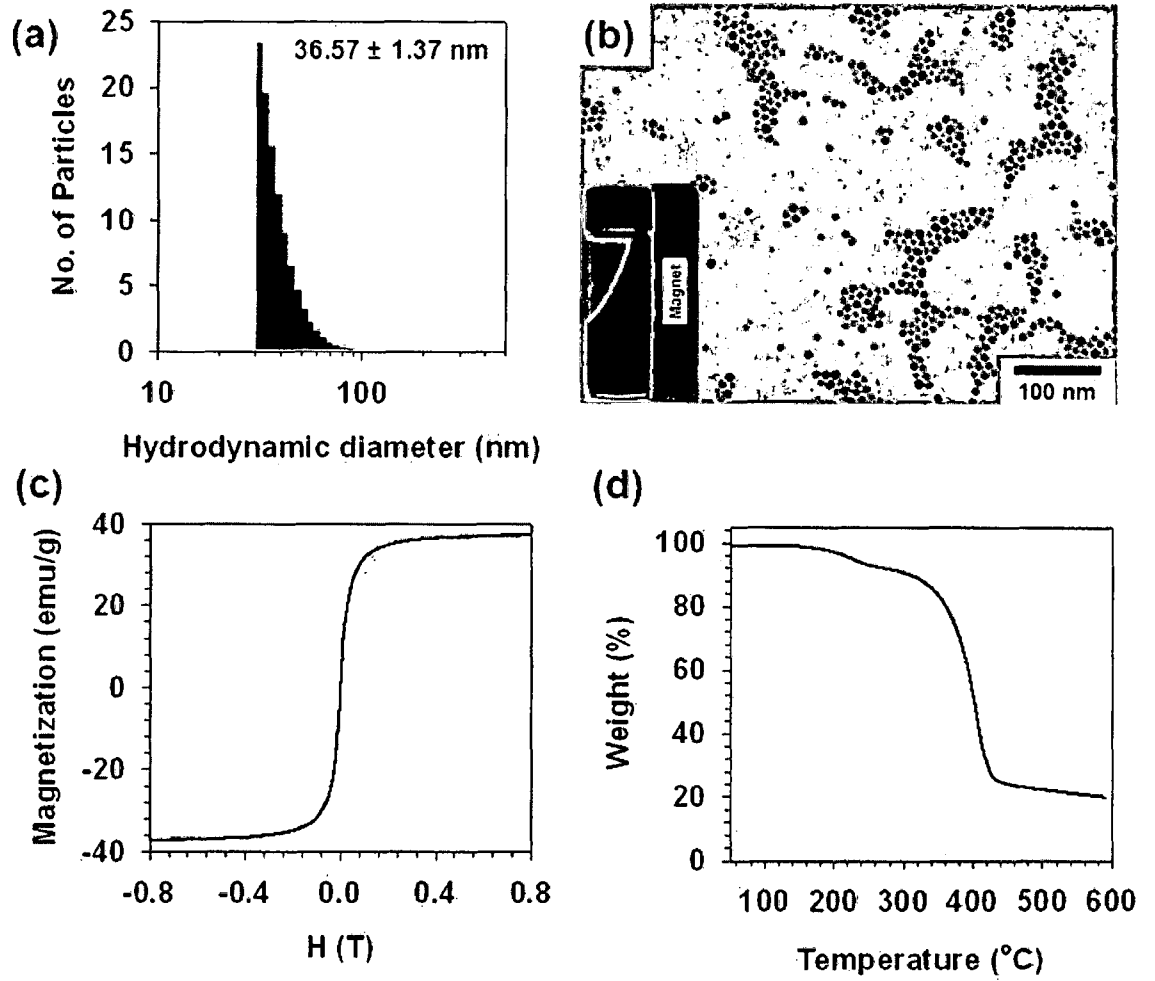 (a)
36.57 ± 1.37 nm
25
20
15
10
5
0
No. of Particles
10
100
Hydrodynamic diameter (nm)
(b)
Magnet
100 nm
(c)
40
20
0
-20
-40
Magnetization (emu/g)
-0.8
-0.4
0.0
0.4
0.8
H (T)
(d)
100
80
60
40
20
0
Weight (%)
100
200
300
400
500
600
Temperature (°C)